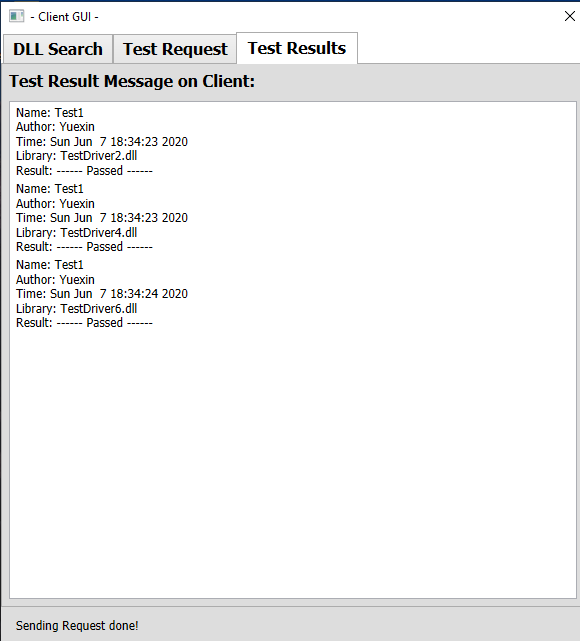 - Client GUI -
DLL Search Test Request Test Results
Test Result Message on Client:
Name: Test1
Author: Yuexin
Time: Sun Jun  7 18:34:23 2020
Library: TestDriver2.dll
Result: ------ Passed ------
Name: Test1
Author: Yuexin
Time: Sun Jun  7 18:34:23 2020
Library: TestDriver4.dll
Result: ------ Passed ------
Name: Test1
Author: Yuexin
Time: Sun Jun  7 18:34:24 2020
Library: TestDriver6.dll
Result: ------ Passed ------
Sending Request done!